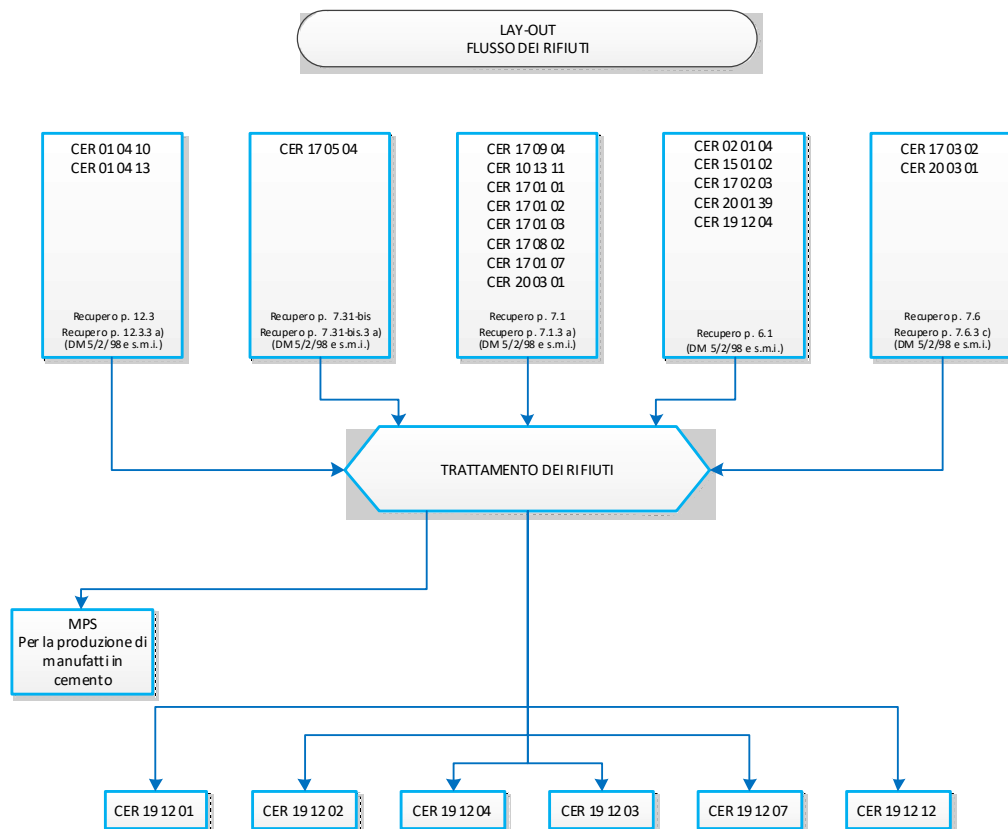 LAY-OUT
FLUSSO DEI RIFIUTI
CER 01 04 10
CER 01 04 13
Recupero p. 12.3
Recupero p. 12.3.3 a)
(DM 5/2/98 e s.m.i.)
CER 17 05 04
Recupero p. 7.31-bis
Recupero p. 7.31-bis.3 a)
(DM 5/2/98 e s.m.i.)
CER 17 09 04
CER 10 13 11
CER 17 01 01
CER 17 01 02
CER 17 01 03
CER 17 08 02
CER 17 01 07
CER 20 03 01
Recupero p. 7.1
Recupero p. 7.1.3 a)
(DM 5/2/98 e s.m.i.)
CER 02 01 04
CER 15 01 02
CER 17 02 03
CER 20 01 39
CER 19 12 04
Recupero p. 6.1
(DM 5/2/98 e s.m.i.)
CER 17 03 02
CER 20 03 01
Recupero p. 7.6
Recupero p. 7.6.3 c)
(DM 5/2/98 e s.m.i.)
TRATTAMENTO DEI RIFIUTI
MPS
Per la produzione di
manufatti in
cemento
CER 19 12 01
CER 19 12 02
CER 19 12 04
CER 19 12 03
CER 19 12 07
CER 19 12 12